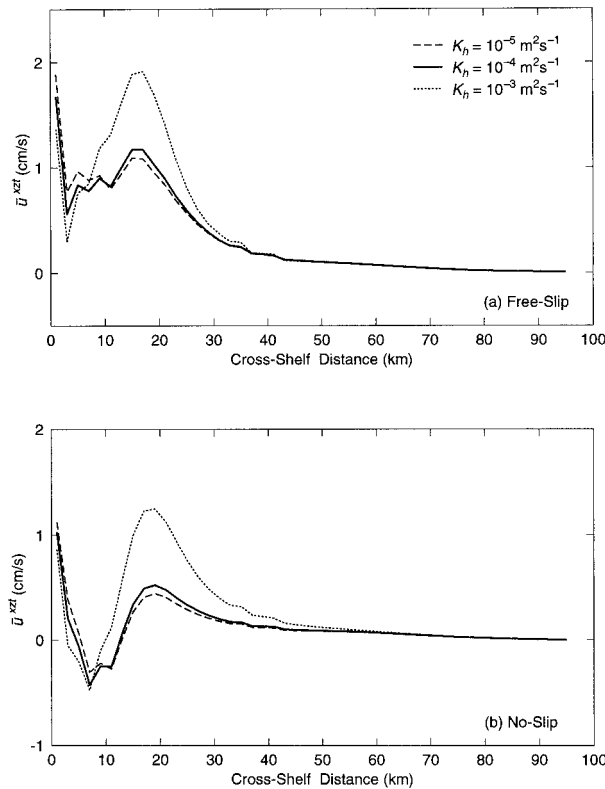 K_h = 10⁻⁵ m²s⁻¹
K_h = 10⁻⁴ m²s⁻¹
K_h = 10⁻³ m²s⁻¹
2
1
0
ū ˣᶻᵗ (cm/s)
(a) Free-Slip
0 10 20 30 40 50 60 70 80 90 100
Cross-Shelf Distance (km)
2
1
0
-1
ū ˣᶻᵗ (cm/s)
(b) No-Slip
0 10 20 30 40 50 60 70 80 90 100
Cross-Shelf Distance (km)